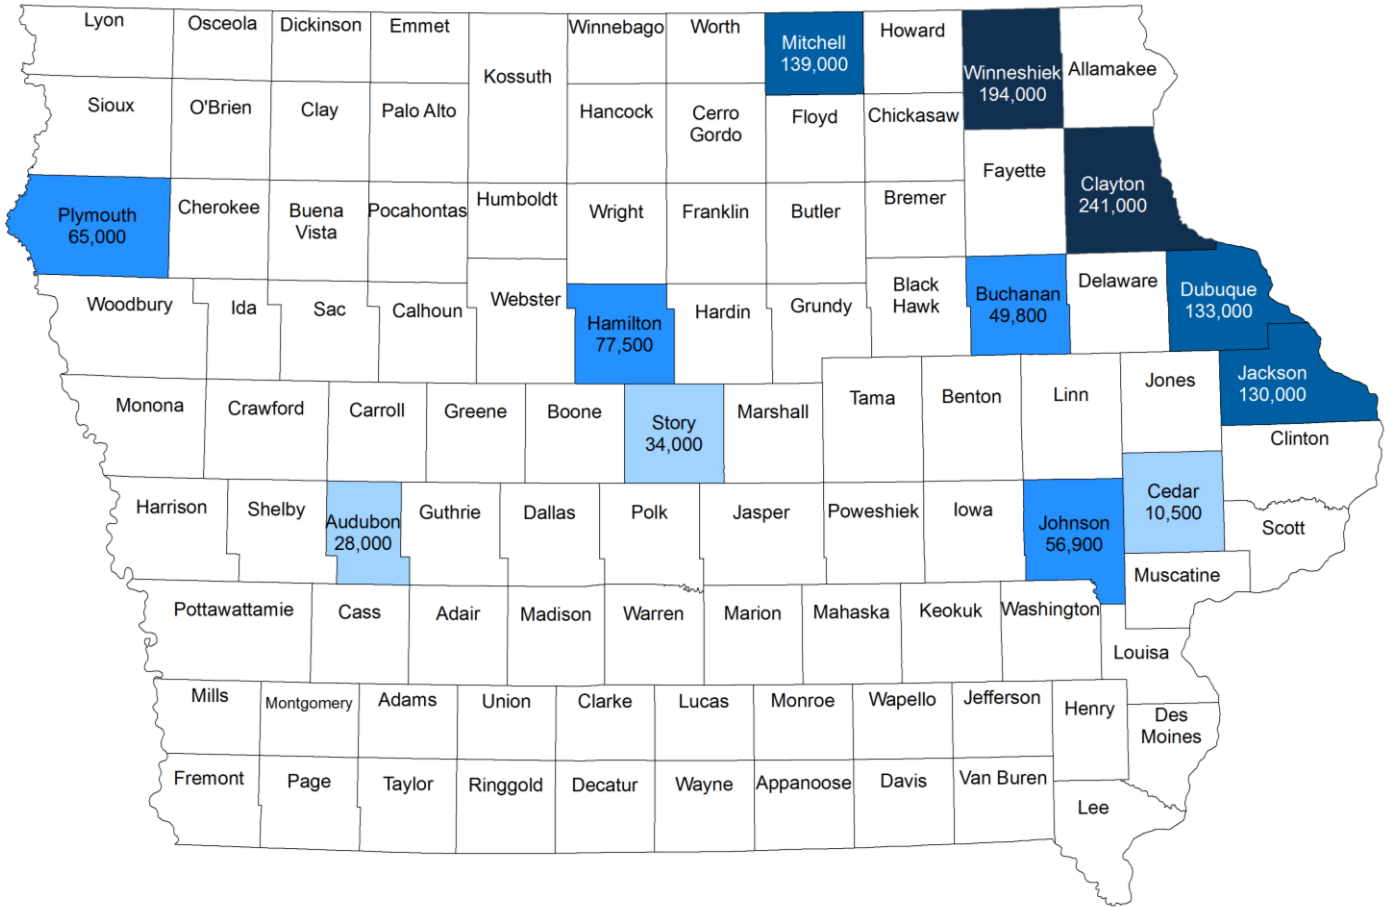 Lyon
Osceola
Dickinson
Emmet
Kossuth
Winnebago
Worth
Mitchell
139,000
Howard
Winneshiek
194,000
Allamakee
Sioux
O'Brien
Clay
Palo Alto
Hancock
Cerro
Gordo
Floyd
Chickasaw
Fayette
Clayton
241,000
Plymouth
65,000
Cherokee
Buena
Vista
Pocahontas
Humboldt
Wright
Franklin
Butler
Bremer
Woodbury
Ida
Sac
Calhoun
Webster
Hamilton
77,500
Hardin
Grundy
Black
Hawk
Buchanan
49,800
Delaware
Dubuque
133,000
Monona
Crawford
Carroll
Greene
Boone
Story
34,000
Marshall
Tama
Benton
Linn
Jones
Jackson
130,000
Clinton
Harrison
Shelby
Audubon
28,000
Guthrie
Dallas
Polk
Jasper
Poweshiek
Iowa
Johnson
56,900
Cedar
10,500
Scott
Muscatine
Pottawattamie
Cass
Adair
Madison
Warren
Marion
Mahaska
Keokuk
Washington
Louisa
Mills
Montgomery
Adams
Union
Clarke
Lucas
Monroe
Wapello
Jefferson
Henry
Des
Moines
Fremont
Page
Taylor
Ringgold
Decatur
Wayne
Appanoose
Davis
Van Buren
Lee